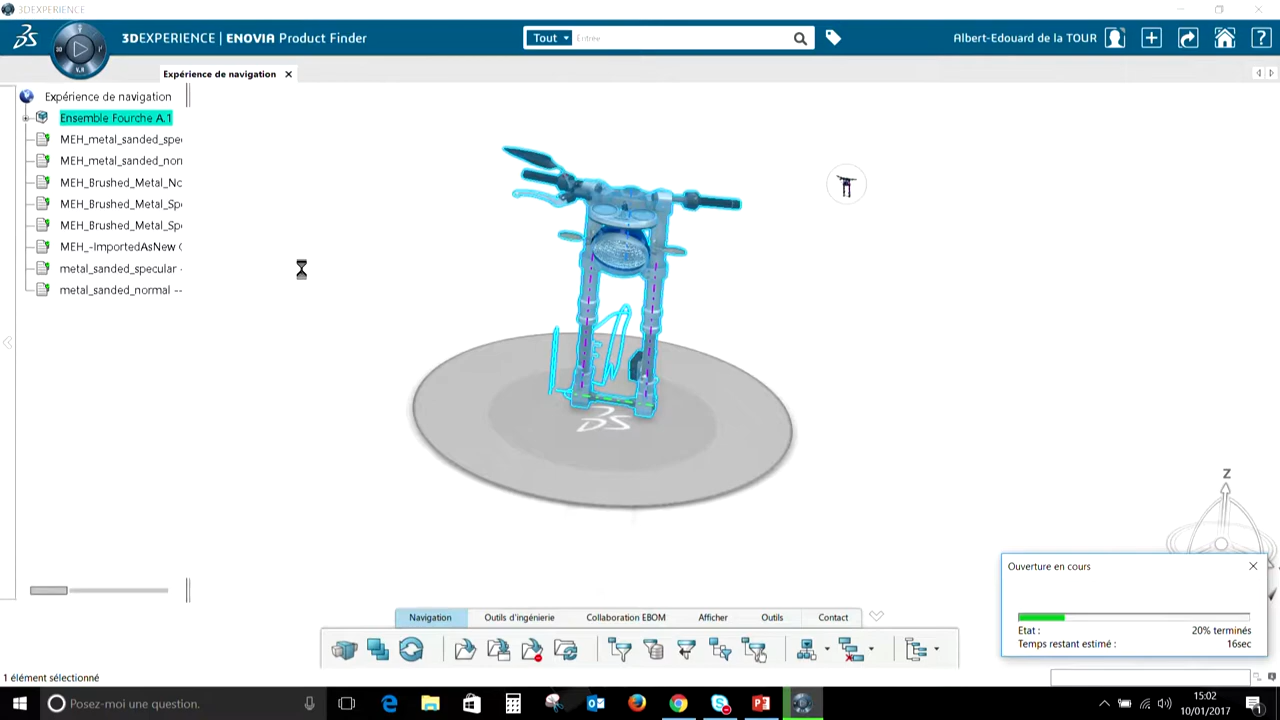 3DEXPERIENCE
3DEXPERIENCE | ENOVIA Product Finder
Tout
Entrée
Albert-Edouard de la TOUR
3D
V.R
Expérience de navigation
Expérience de navigation
Ensemble Fourche A.1
MEH_metal_sanded_spe
MEH_metal_sanded_nor
MEH_Brushed_Metal_No
MEH_Brushed_Metal_Sp
MEH_Brushed_Metal_Sp
MEH_-ImportedAsNew
metal_sanded_specular -
metal_sanded_normal --
Z
Ouverture en cours
Etat :
20% terminés
Temps restant estimé :
16sec
Navigation
Outils d'ingénierie
Collaboration EBOM
Afficher
Outils
Contact
1 élément sélectionné
Posez-moi une question.
15:02
10/01/2017